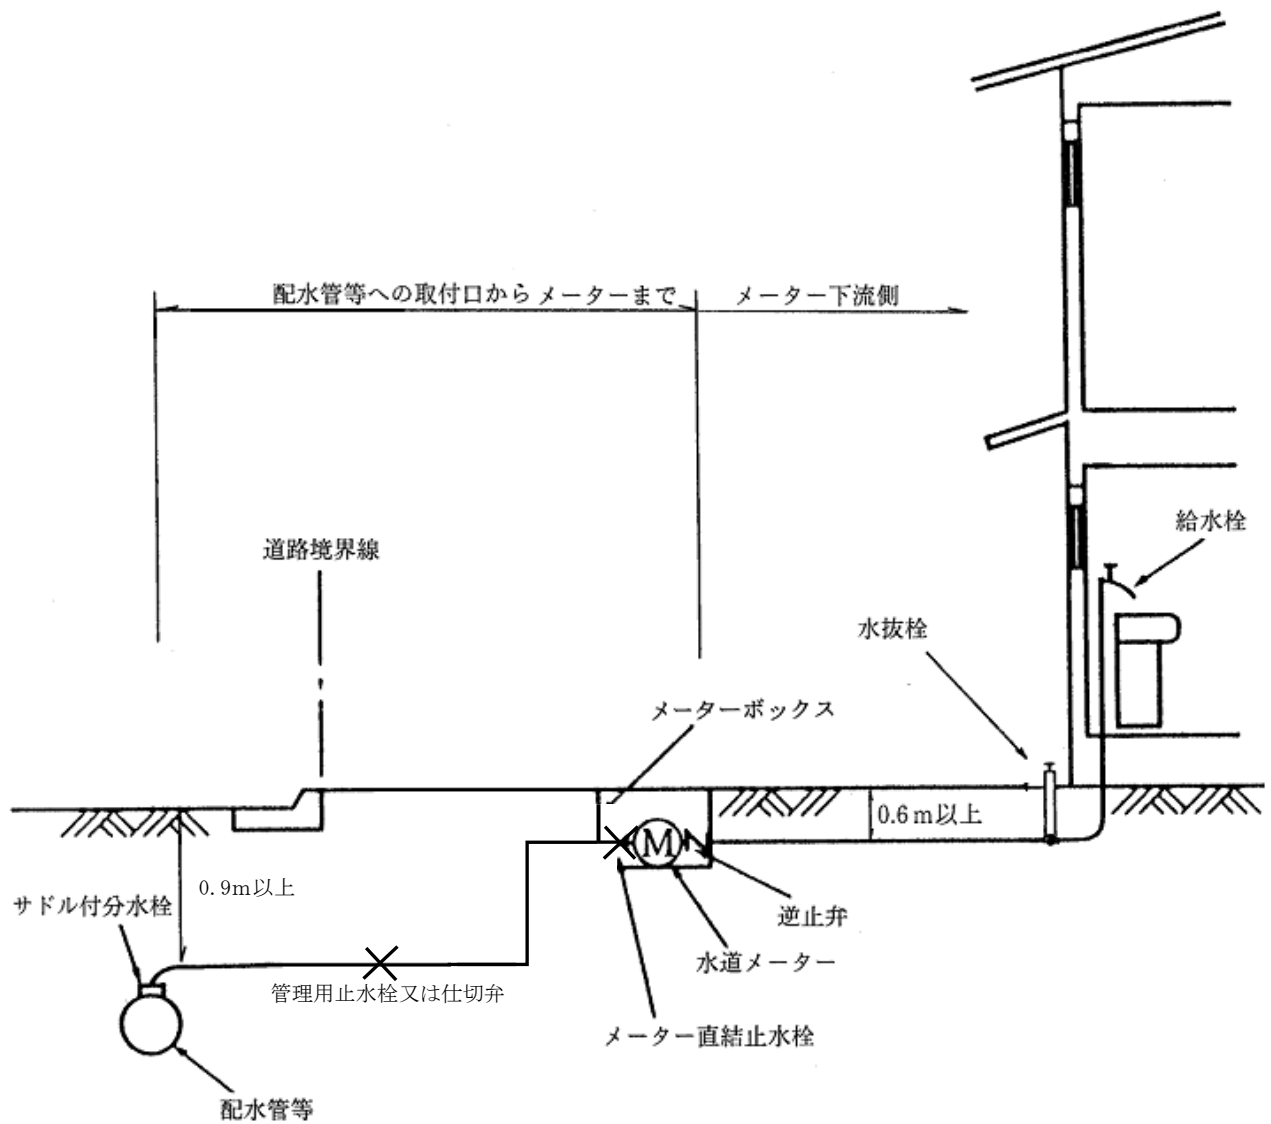 配水管等への取付口から メーターまで
メーター下流側
給水栓
道路境界線
水抜栓
メーターボックス
0.6m以上
M
0.9m以上
サドル付分水栓
逆止弁
水道メーター
管理用止水栓又は仕切弁
メーター直結止水栓
配水管等